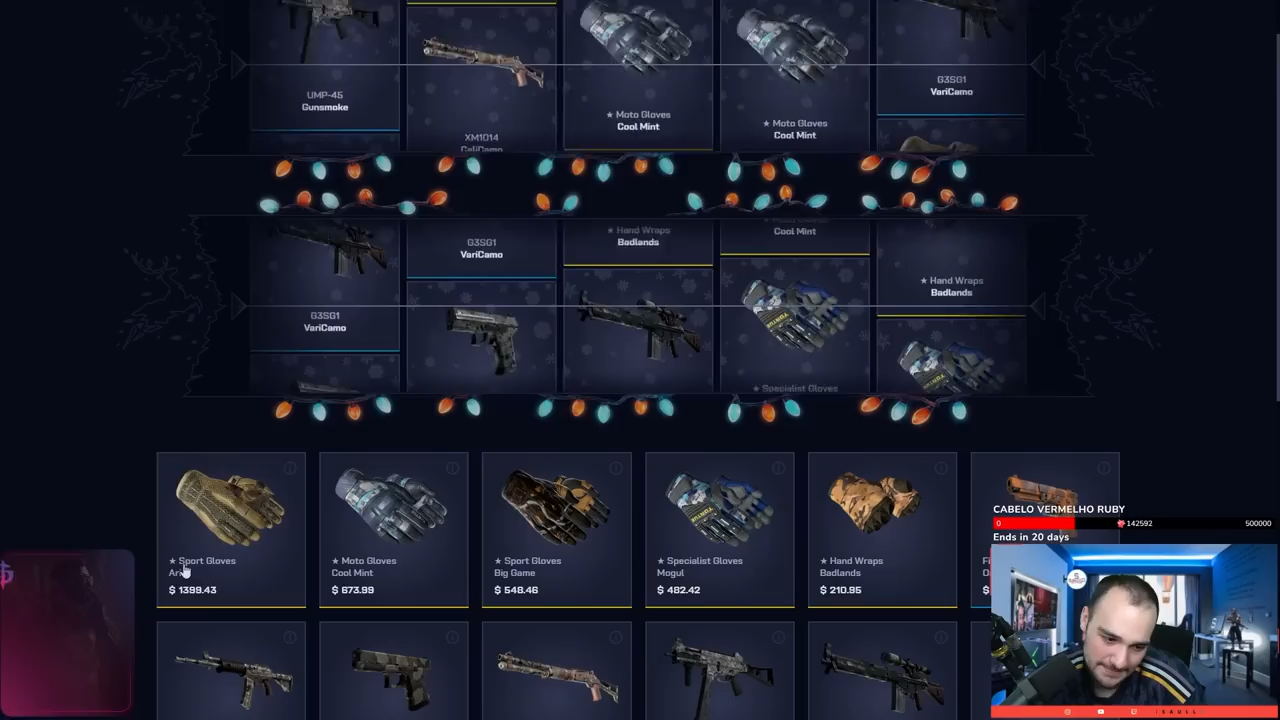 UMP-45
Gunsmoke
XM1014
CaliCamo
★ Moto Gloves
Cool Mint
★ Moto Gloves
Cool Mint
G3SG1
VariCamo
G3SG1
VariCamo
G3SG1
VariCamo
★ Hand Wraps
Badlands
Cool Mint
★ Specialist Gloves
★ Hand Wraps
Badlands
★ Sport Gloves
$ 1399.43
★ Moto Gloves
Cool Mint
$ 673.99
★ Sport Gloves
Big Game
$ 548.46
★ Specialist Gloves
Mogul
$ 482.42
★ Hand Wraps
Badlands
$ 210.95
$
CABELO VERMELHO RUBY
0
142592
500000
Ends in 20 days
SAULL